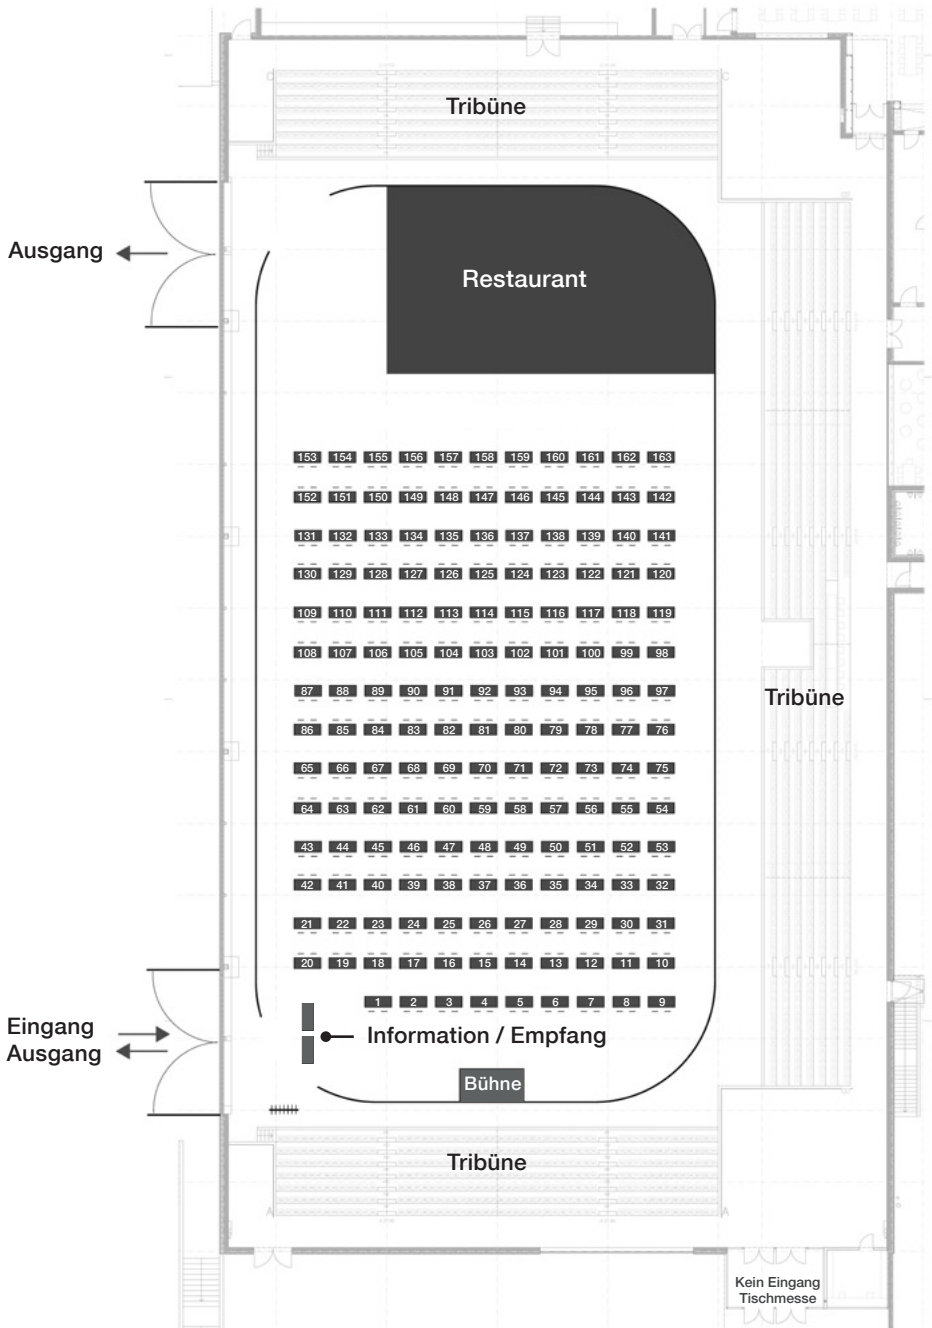 Tribüne
Ausgang
Restaurant
153 154 155 156 157 158 159 160 161 162 163
152 151 150 149 148 147 146 145 144 143 142
131 132 133 134 135 136 137 138 139 140 141
130 129 128 127 126 125 124 123 122 121 120
109 110 111 112 113 114 115 116 117 118 119
108 107 106 105 104 103 102 101 100 99 98
87 88 89 90 91 92 93 94 95 96 97
Tribüne
86 85 84 83 82 81 80 79 78 77 76
65 66 67 68 69 70 71 72 73 74 75
64 63 62 61 60 59 58 57 56 55 54
43 44 45 46 47 48 49 50 51 52 53
42 41 40 39 38 37 36 35 34 33 32
21 22 23 24 25 26 27 28 29 30 31
20 19 18 17 16 15 14 13 12 11 10
1 2 3 4 5 6 7 8 9
Eingang
Ausgang
Information / Empfang
Bühne
Tribüne
A A
Kein Eingang
Tischmesse